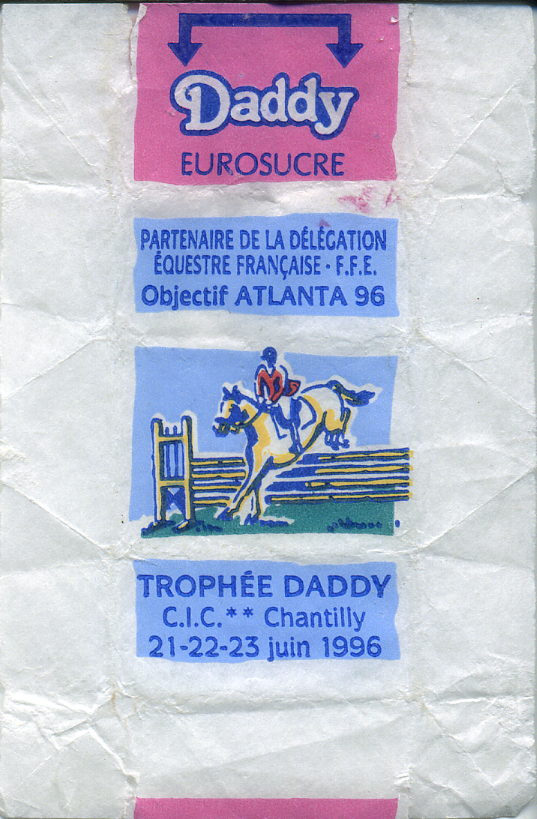 Daddy
EUROSUCRE
PARTENAIRE DE LA DÉLÉGATION
ÉQUESTRE FRANÇAISE · F.F.E.
Objectif ATLANTA 96
TROPHÉE DADDY
C.I.C.** Chantilly
21-22-23 juin 1996